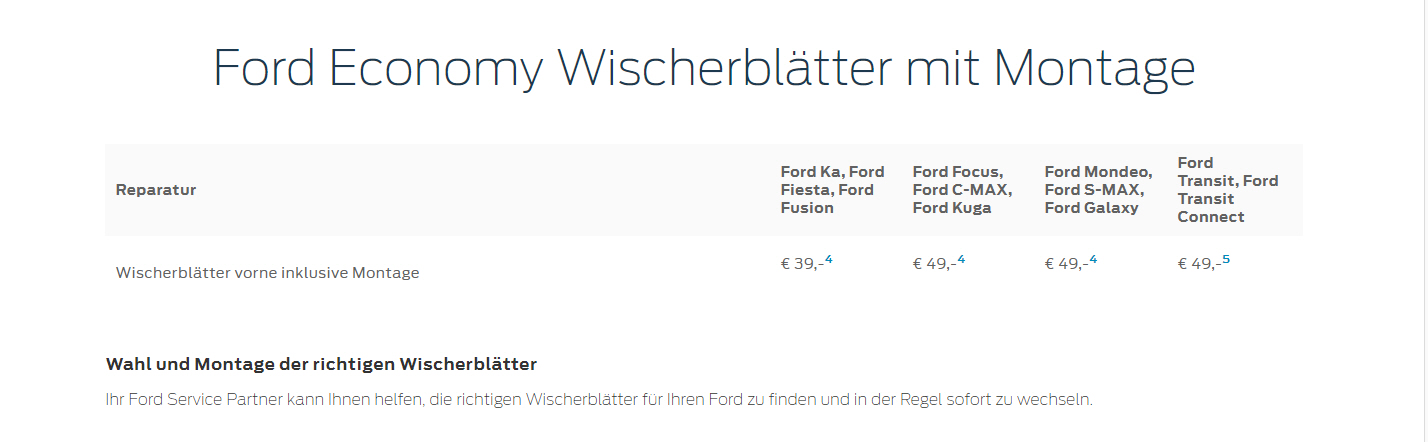 Ford Economy Wischerblätter mit Montage
Reparatur
Ford Ka, Ford
Fiesta, Ford
Fusion
Ford Focus,
Ford C-MAX,
Ford Kuga
Ford Mondeo,
Ford S-MAX,
Ford Galaxy
Ford
Transit, Ford
Transit
Connect
Wischerblätter vorne inklusive Montage
€ 39,-4
€ 49,-4
€ 49,-4
€ 49,-5
Wahl und Montage der richtigen Wischerblätter
Ihr Ford Service Partner kann Ihnen helfen, die richtigen Wischerblätter für Ihren Ford zu finden und in der Regel sofort zu wechseln.